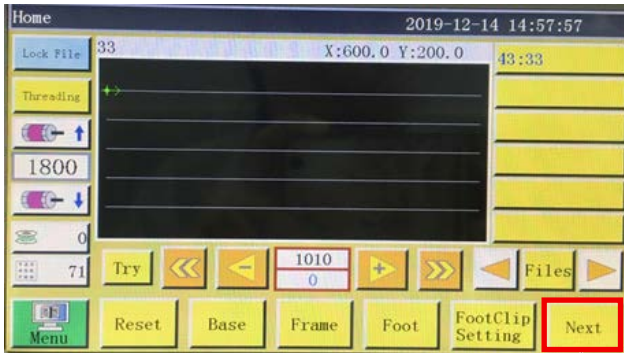 Home
2019-12-14 14:57:57
Lock File
33
X:600.0 Y:200.0
43:33
Threading
1800
0
71
Try
1010
0
Files
Menu
Reset
Base
Frame
Foot
FootClip
Setting
Next